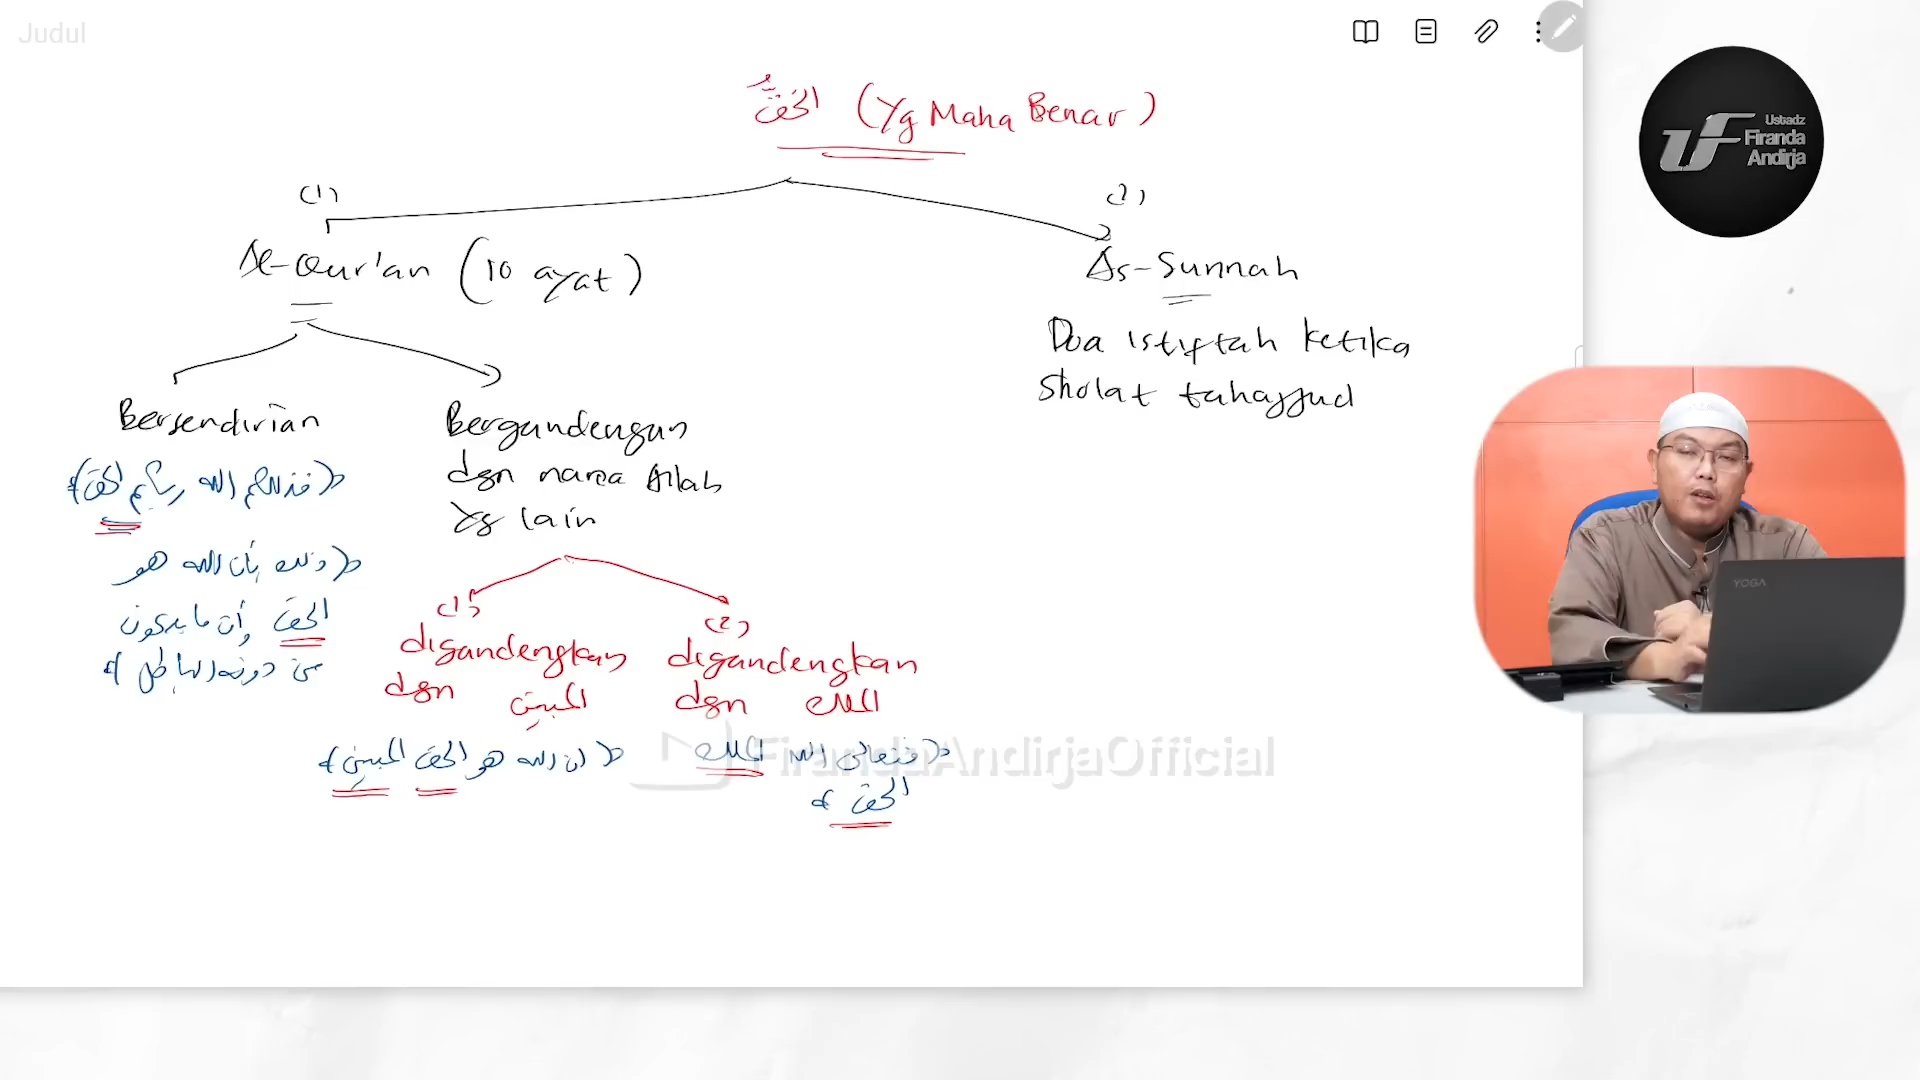 Judul
الحق (Yg Maha Benar)
(1)
(2)
Al-Qur'an (10 ayat)
As-Sunnah
Doa istiftah ketika
Sholat tahajjud
Bersendirian
﴿فذلكم الله ربكم الحق﴾
﴿ذلك بأن الله هو
الحق وأن ما يدعون
من دونه الباطل﴾
Bergandengan
dgn nama Allah
Yg lain
(1)
digandengkan
dgn المبين
﴿ان الله هو الحق المبين﴾
(2)
digandengkan
dgn الملك
﴿فتعالى الله الملك
الحق﴾
FirandaAndirjaOfficial
UF
Ustadz
Firanda
Andirja
YOGA